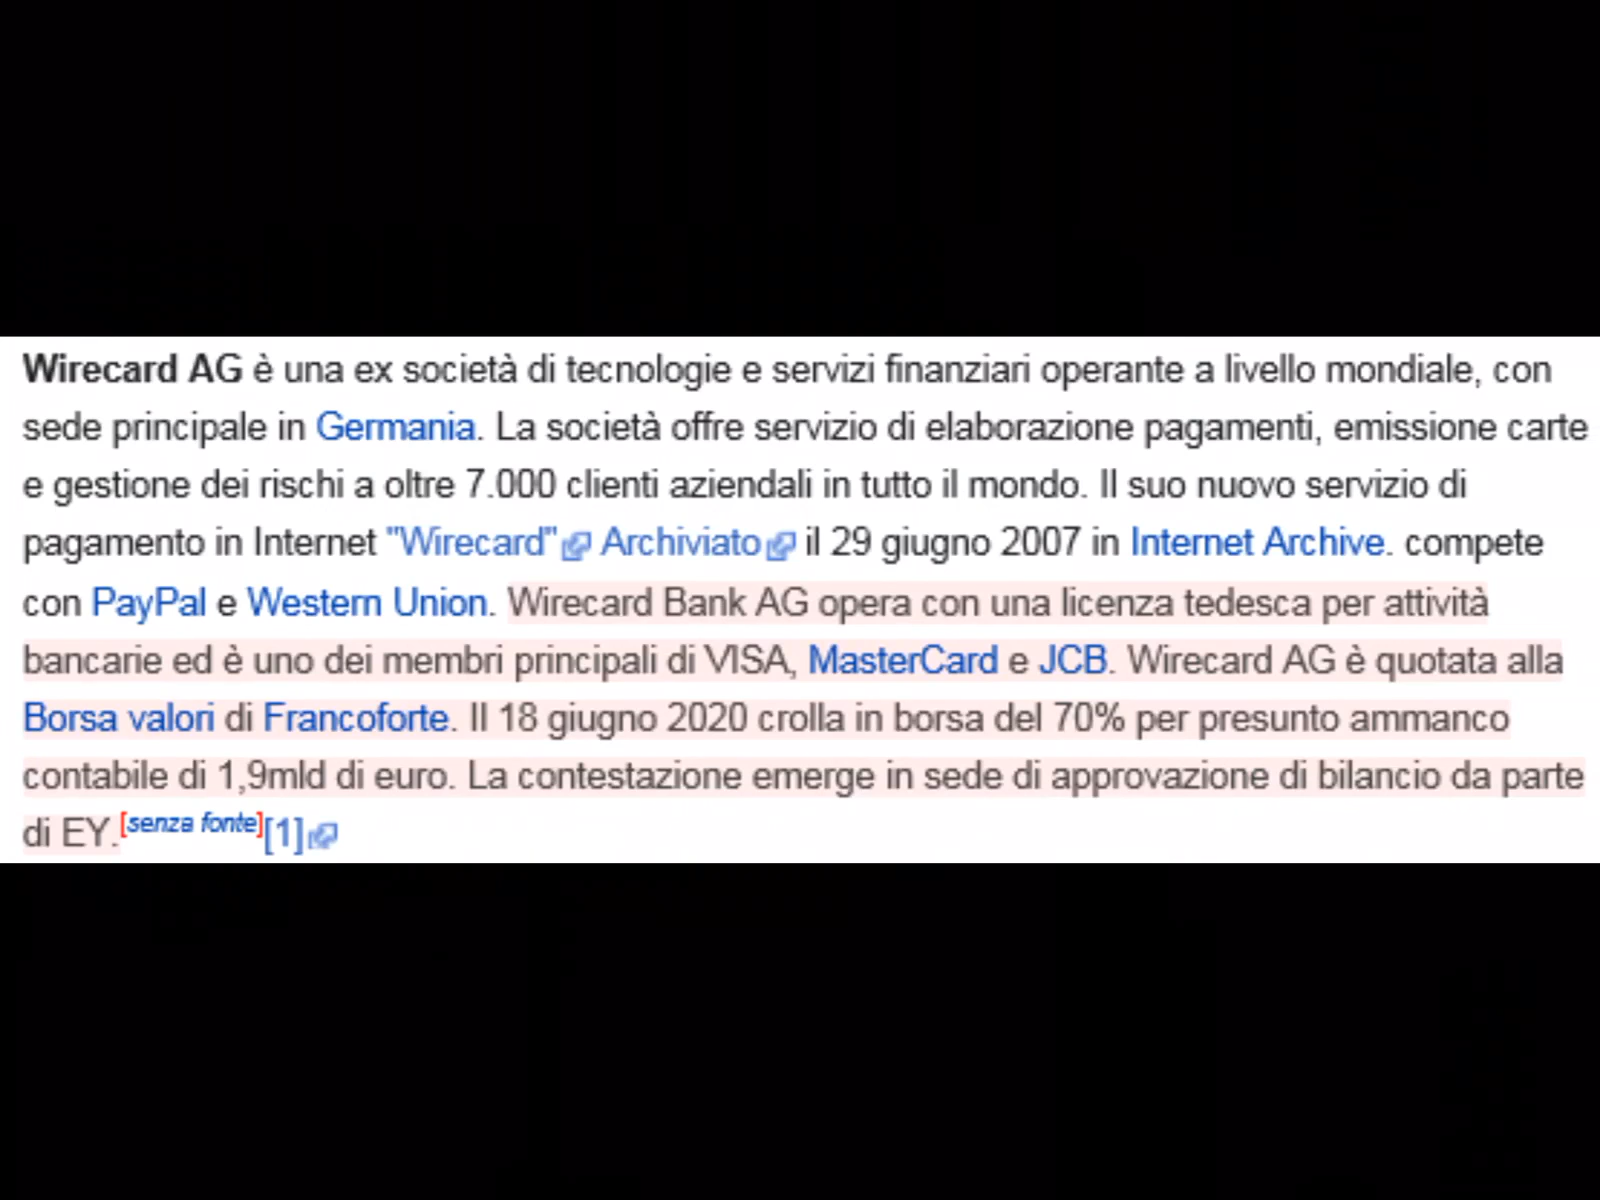 Wirecard AG è una ex società di tecnologie e servizi finanziari operante a livello mondiale, con
sede principale in Germania. La società offre servizio di elaborazione pagamenti, emissione carte
e gestione dei rischi a oltre 7.000 clienti aziendali in tutto il mondo. Il suo nuovo servizio di
pagamento in Internet "Wirecard" Archiviato il 29 giugno 2007 in Internet Archive. compete
con PayPal e Western Union. Wirecard Bank AG opera con una licenza tedesca per attività
bancarie ed è uno dei membri principali di VISA, MasterCard e JCB. Wirecard AG è quotata alla
Borsa valori di Francoforte. Il 18 giugno 2020 crolla in borsa del 70% per presunto ammanco
contabile di 1,9mld di euro. La contestazione emerge in sede di approvazione di bilancio da parte
di EY.[senza fonte][1]